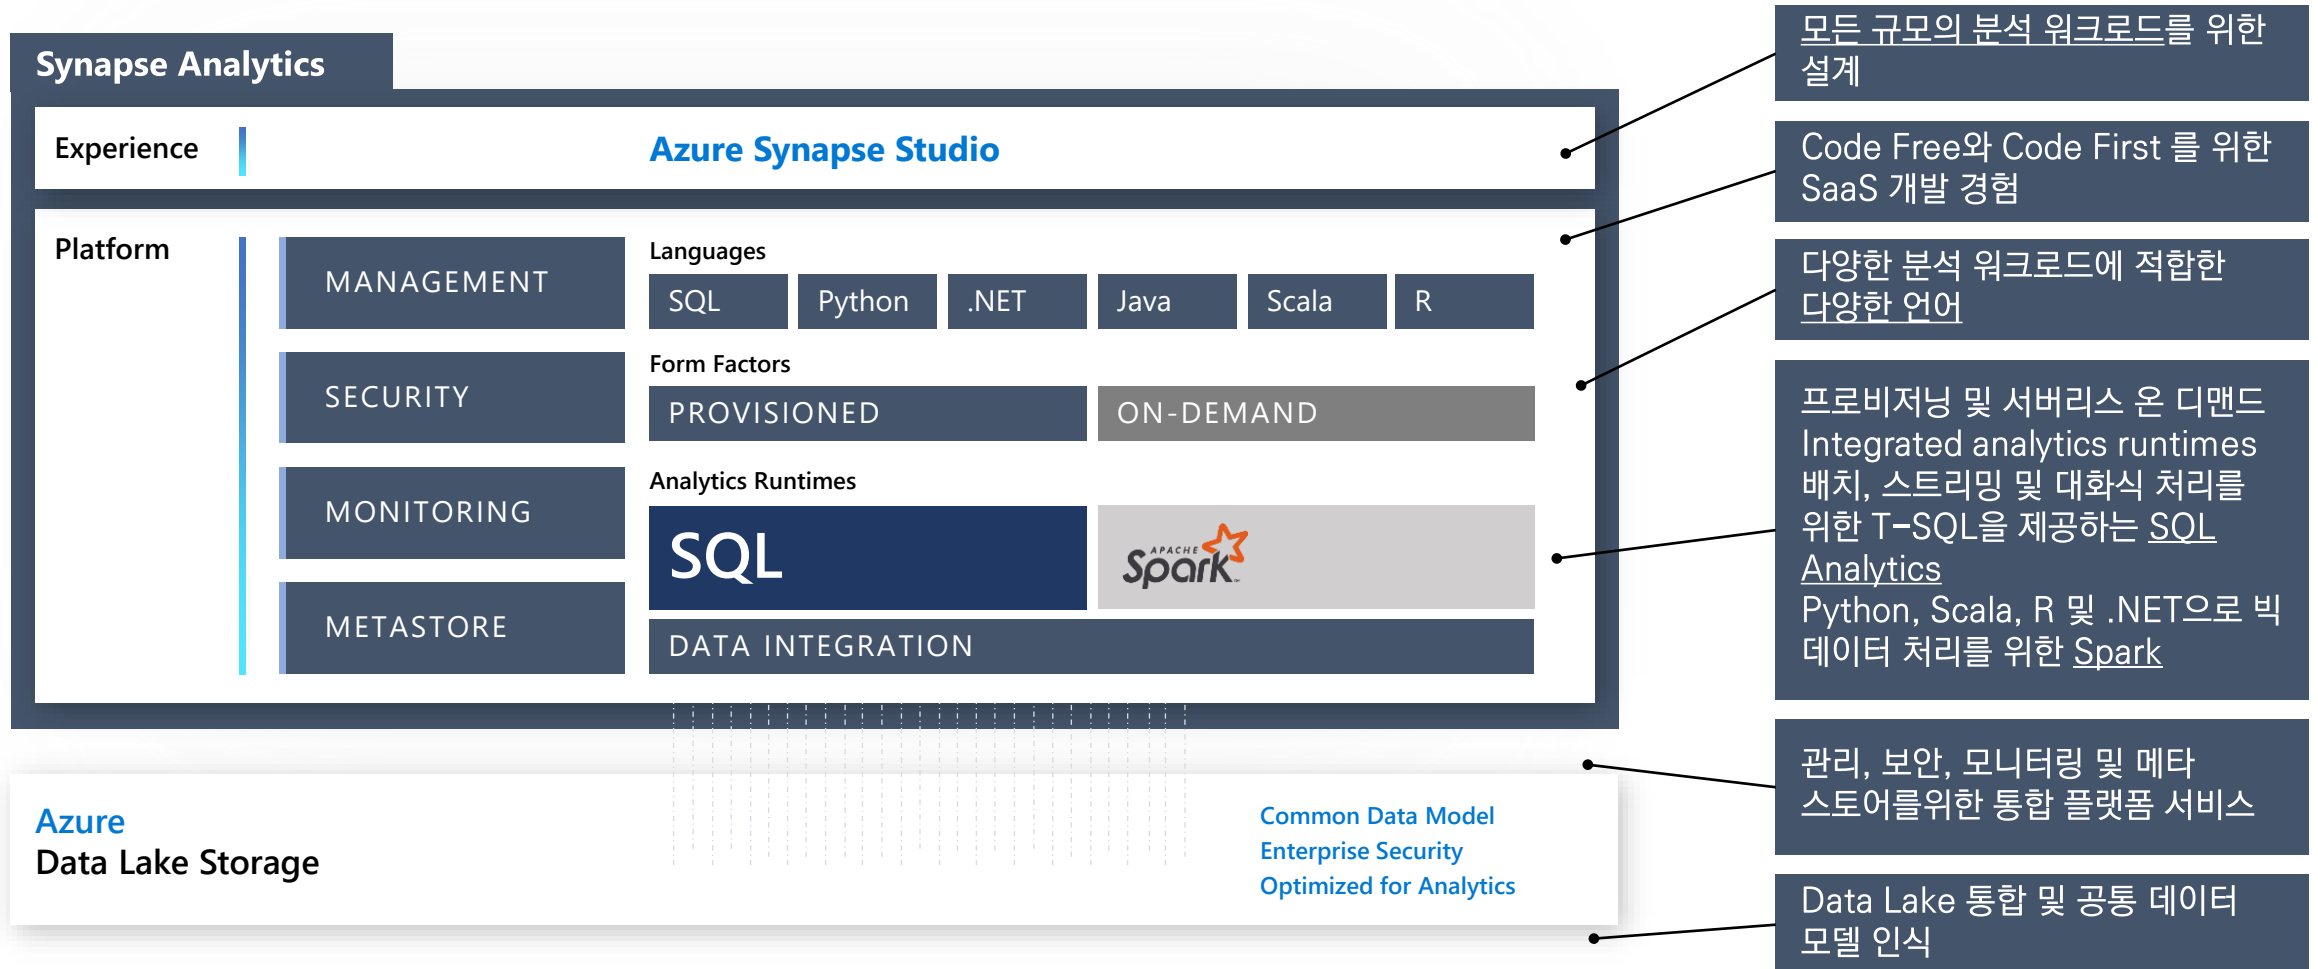 Synapse Analytics
Experience
Azure Synapse Studio
Platform
MANAGEMENT
SECURITY
MONITORING
METASTORE
Languages
SQL
Python
.NET
Java
Scala
R
Form Factors
PROVISIONED
ON-DEMAND
Analytics Runtimes
SQL
APACHE
Spark
DATA INTEGRATION
Azure
Data Lake Storage
Common Data Model
Enterprise Security
Optimized for Analytics
모든 규모의 분석 워크로드를 위한
설계
Code Free와 Code First 를 위한
SaaS 개발 경험
다양한 분석 워크로드에 적합한
다양한 언어
프로비저닝 및 서버리스 온 디맨드
Integrated analytics runtimes
배치, 스트리밍 및 대화식 처리를
위한 T-SQL을 제공하는 SQL
Analytics
Python, Scala, R 및 .NET으로 빅
데이터 처리를 위한 Spark
관리, 보안, 모니터링 및 메타
스토어를위한 통합 플랫폼 서비스
Data Lake 통합 및 공통 데이터
모델 인식